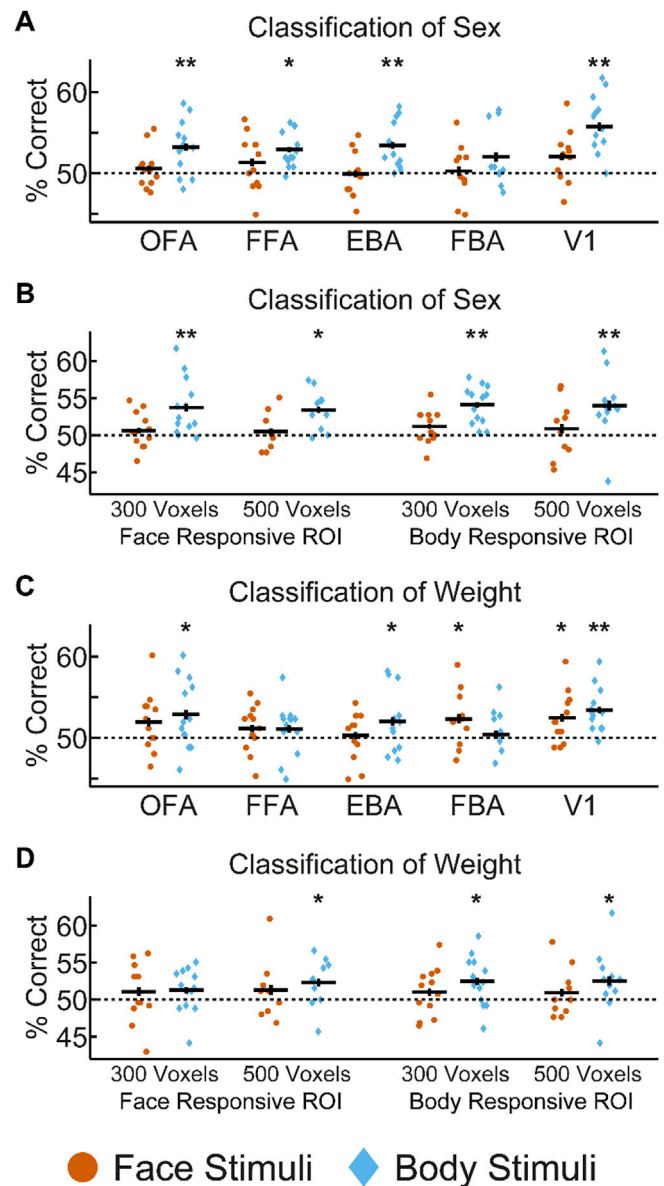 A
Classification of Sex
** * ** **
% Correct
60
50
OFA FFA EBA FBA V1
B
Classification of Sex
** * ** **
% Correct
60
55
50
45
300 Voxels 500 Voxels 300 Voxels 500 Voxels
Face Responsive ROI Body Responsive ROI
C
Classification of Weight
* * * * **
% Correct
60
50
OFA FFA EBA FBA V1
D
Classification of Weight
* * *
% Correct
60
55
50
45
300 Voxels 500 Voxels 300 Voxels 500 Voxels
Face Responsive ROI Body Responsive ROI
Face Stimuli Body Stimuli